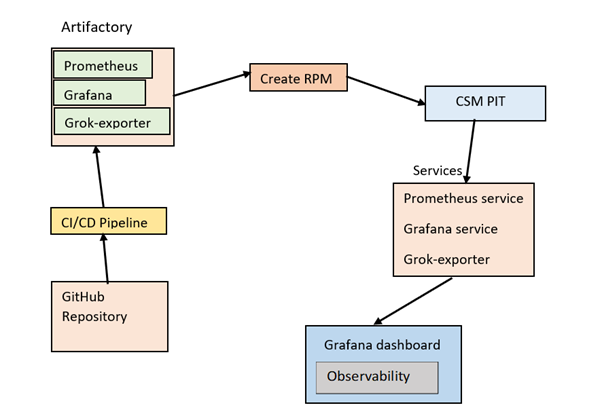 Artifactory
Prometheus
Grafana
Grok-exporter
Create RPM
CSM PIT
Services
Prometheus service
Grafana service
Grok-exporter
CI/CD Pipeline
GitHub
Repository
Grafana dashboard
Observability